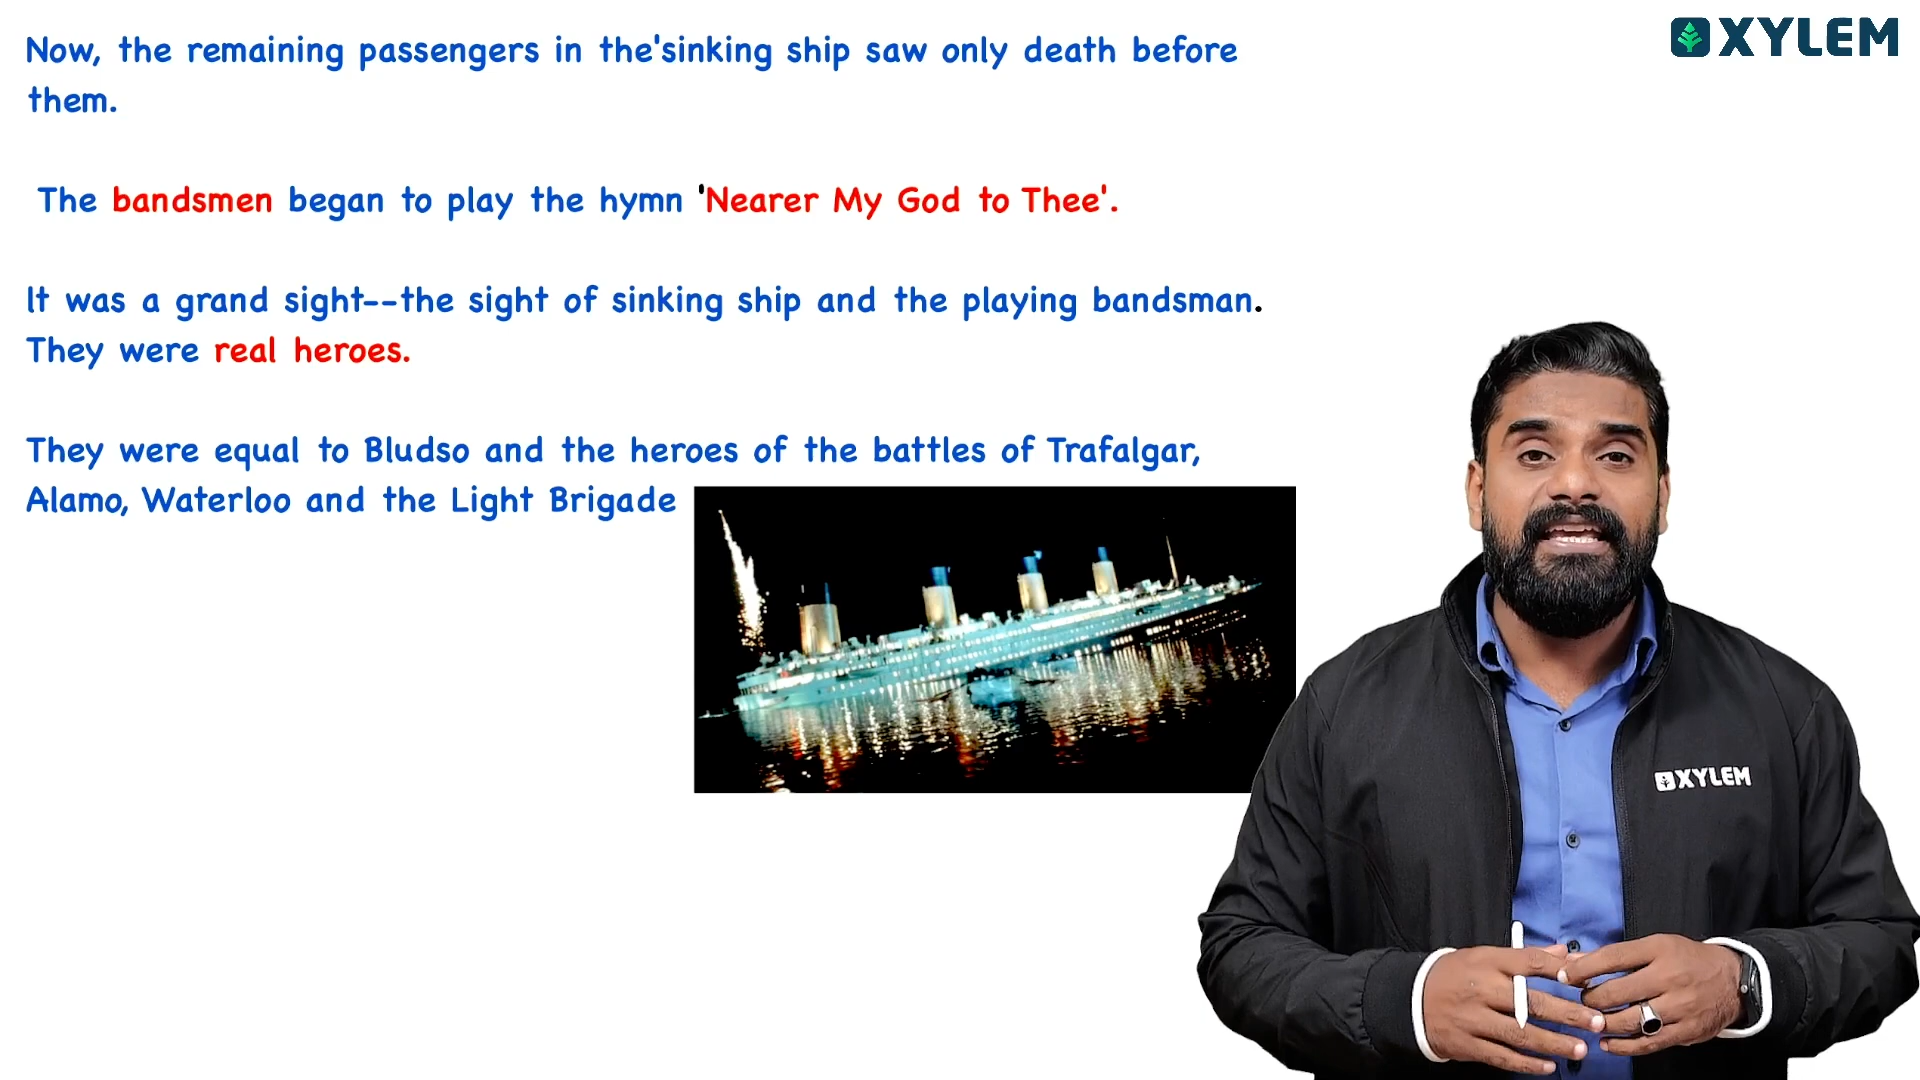 Now, the remaining passengers in the'sinking ship saw only death before
them.
The bandsmen began to play the hymn 'Nearer My God to Thee'.
It was a grand sight--the sight of sinking ship and the playing bandsman.
They were real heroes.
They were equal to Bludso and the heroes of the battles of Trafalgar,
Alamo, Waterloo and the Light Brigade
XYLEM
XYLEM